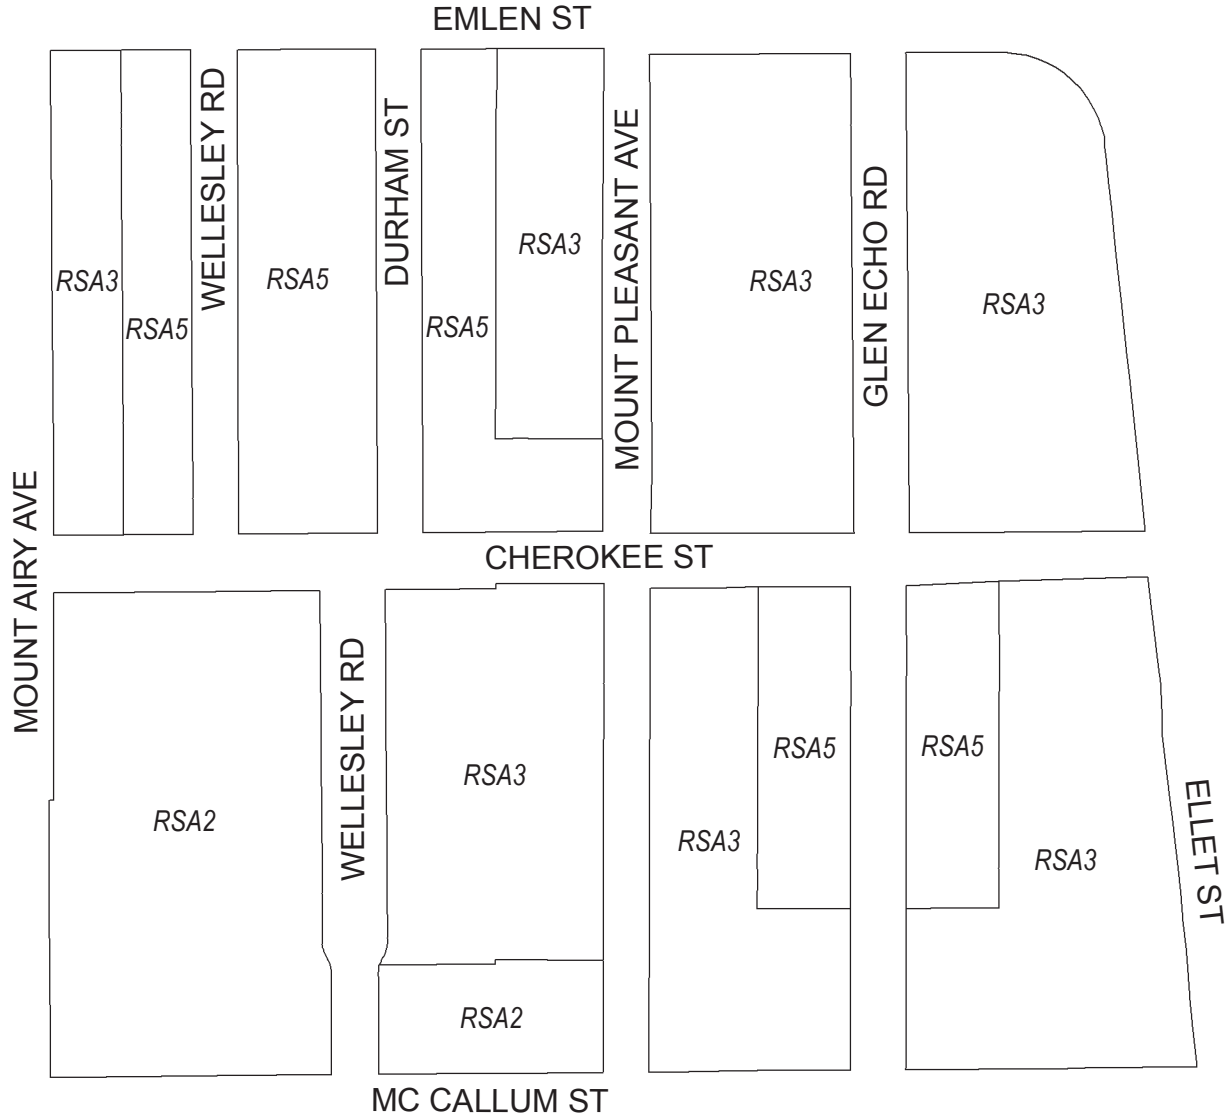 EMLEN ST
WELLESLEY RD
DURHAM ST
MOUNT PLEASANT AVE
GLEN ECHO RD
RSA3
RSA5
RSA5
RSA5
RSA3
RSA3
RSA3
MOUNT AIRY AVE
CHEROKEE ST
WELLESLEY RD
RSA2
RSA3
RSA2
RSA3
RSA5
RSA5
RSA3
ELLET ST
MC CALLUM ST